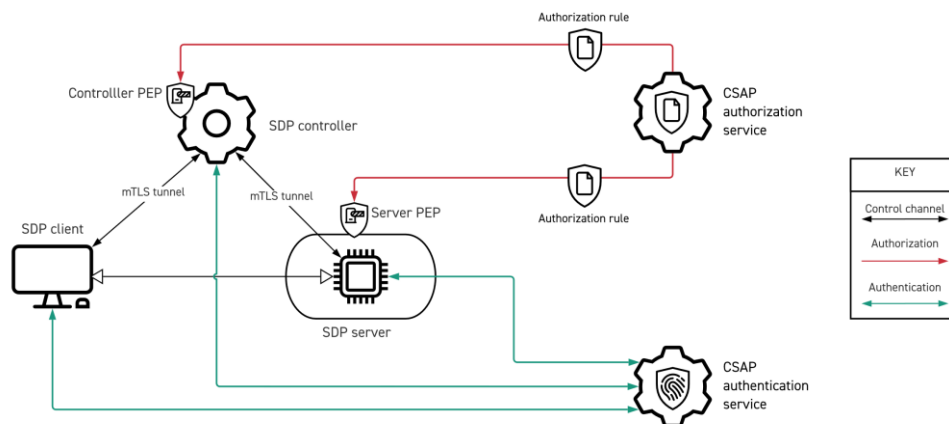 Authorization rule
Controlller PEP
SDP controller
CSAP
authorization
service
mTLS tunnel
mTLS tunnel
Server PEP
Authorization rule
SDP client
SDP server
CSAP
authentication
service
KEY
Control channel
Authorization
Authentication